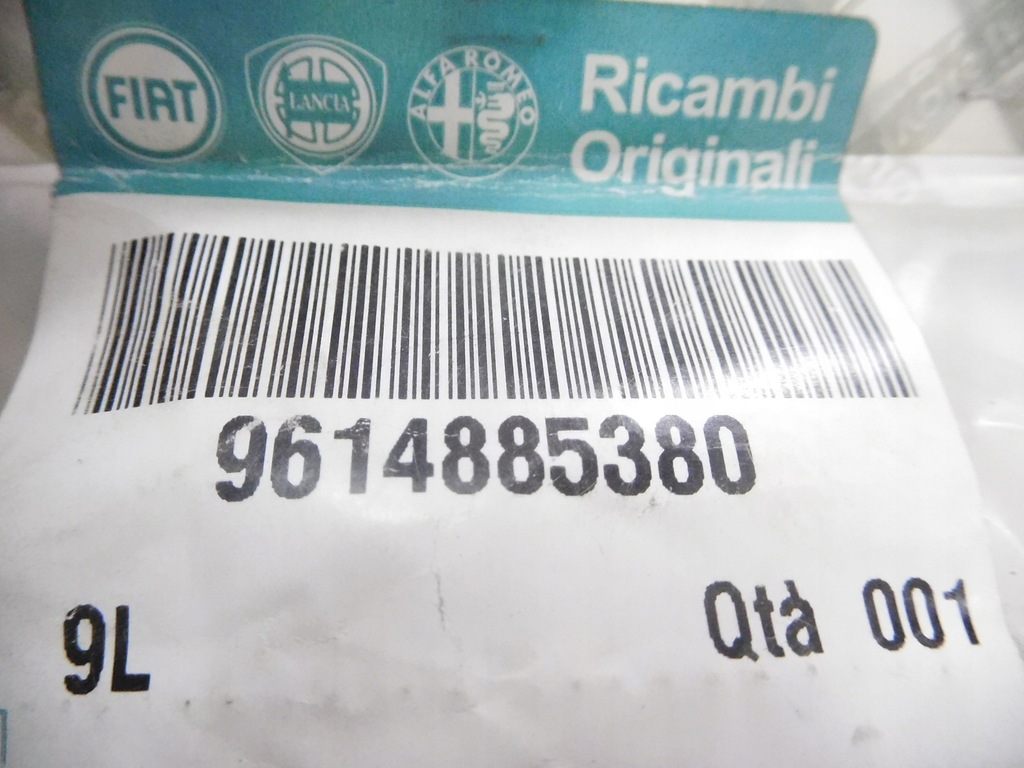 FIAT LANCIA ALFA ROMEO Ricambi
Originali
9614885380
9L Qtà 001